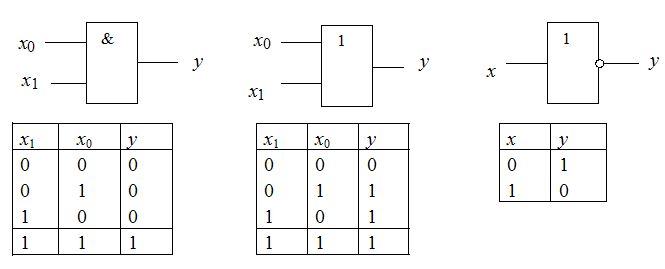 x₀ & y
x₁
x₀ 1 y
x₁
x 1 y
x₁ x₀ y
0 0 0
0 1 0
1 0 0
1 1 1
x₁ x₀ y
0 0 0
0 1 1
1 0 1
1 1 1
x y
0 1
1 0